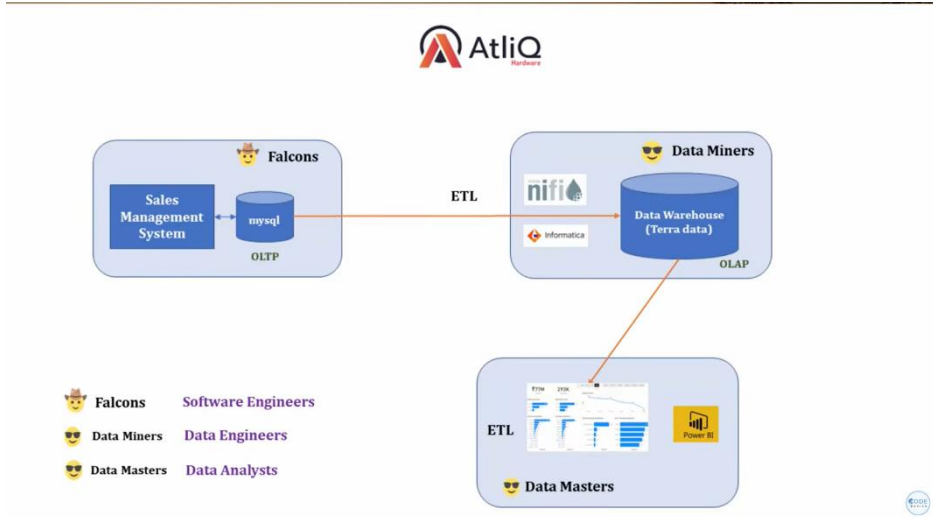 AtliQ
Hardware
Falcons
Sales
Management
System
mysql
OLTP
ETL
Data Miners
nifi
Informatica
Data Warehouse
(Terra data)
OLAP
ETL
Power BI
Data Masters
Falcons Software Engineers
Data Miners Data Engineers
Data Masters Data Analysts
CODE